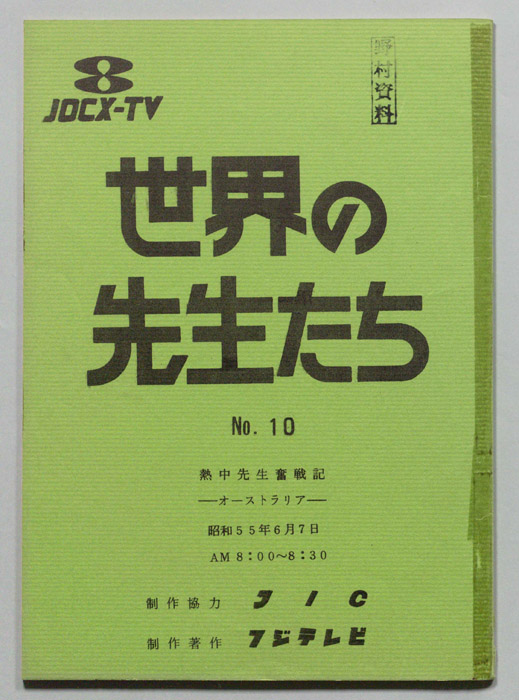 8
JOCX-TV
野村資料
世界の
先生たち
No. 10
熱中先生奮戦記
―オーストラリア―
昭和55年6月7日
AM 8:00〜8:30
制作協力 JIC
制作著作 フジテレビ